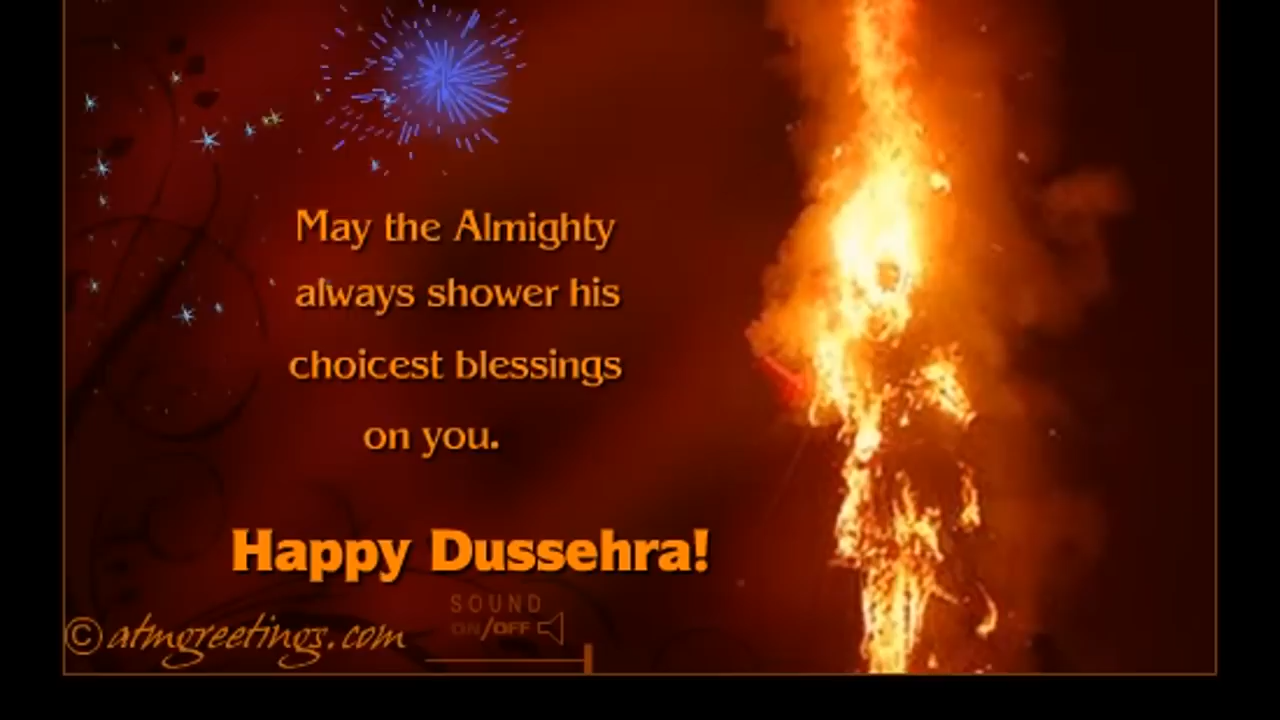 May the Almighty
always shower his
choicest blessings
on you.
Happy Dussehra!
SOUND
ON/OFF
© atmgreetings.com